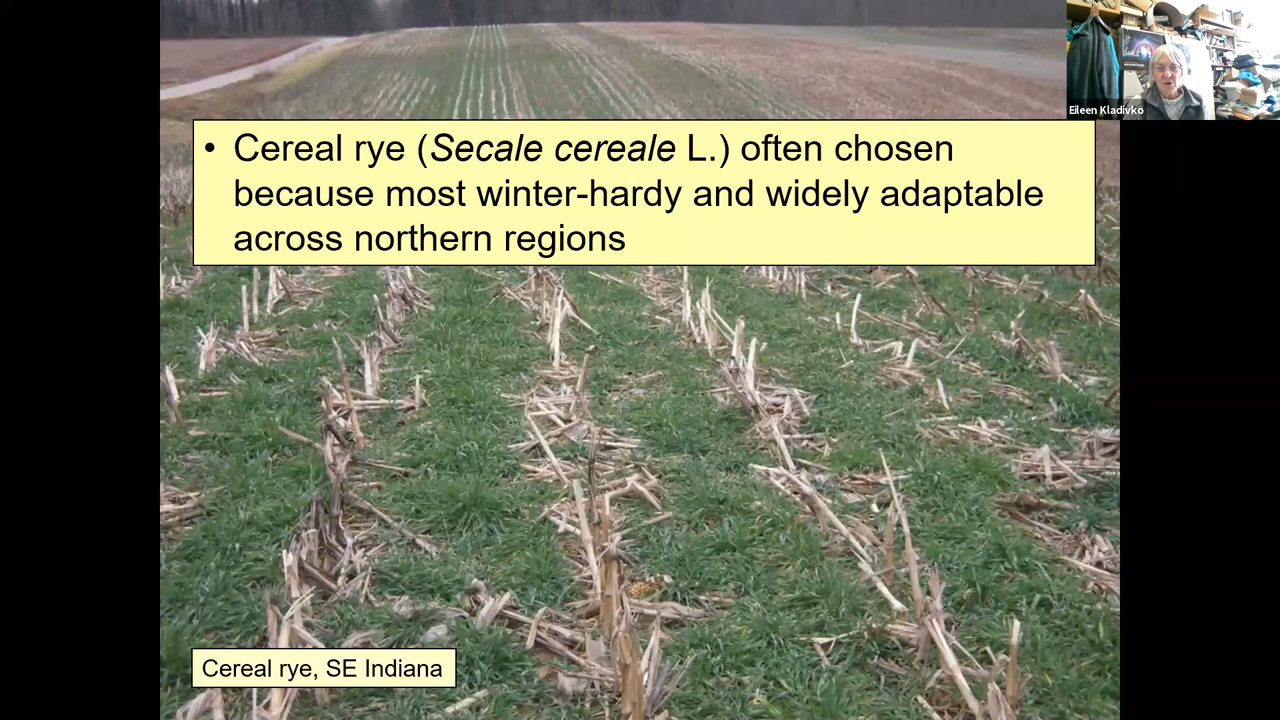 Eileen Kladivko
• Cereal rye (Secale cereale L.) often chosen
because most winter-hardy and widely adaptable
across northern regions
Cereal rye, SE Indiana